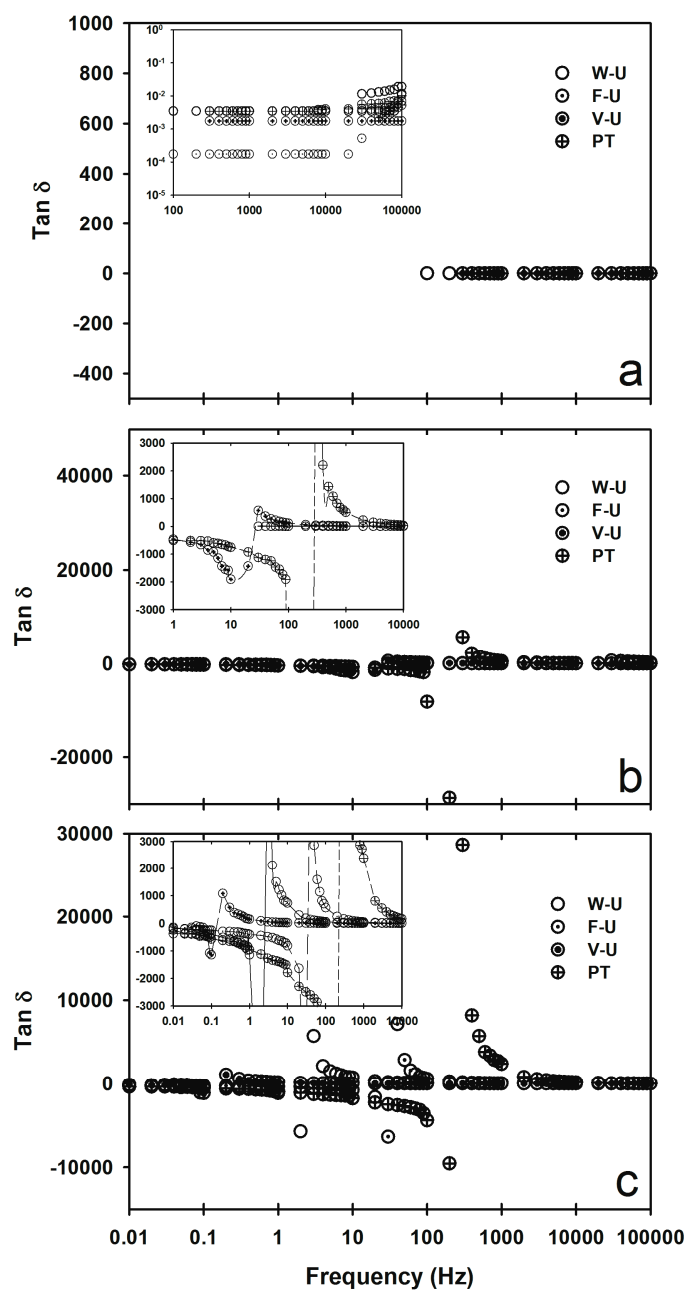 1000
800
600
400
200
0
-200
-400
Tan δ
10⁰
10⁻¹
10⁻²
10⁻³
10⁻⁴
10⁻⁵
100 1000 10000 100000
W-U
F-U
V-U
PT
a
40000
20000
0
-20000
Tan δ
3000
2000
1000
0
-1000
-2000
-3000
1 10 100 1000 10000
W-U
F-U
V-U
PT
b
30000
20000
10000
0
-10000
Tan δ
3000
2000
1000
0
-1000
-2000
-3000
0.01 0.1 1 10 100 1000 10000
W-U
F-U
V-U
PT
c
0.01 0.1 1 10 100 1000 10000 100000
Frequency (Hz)